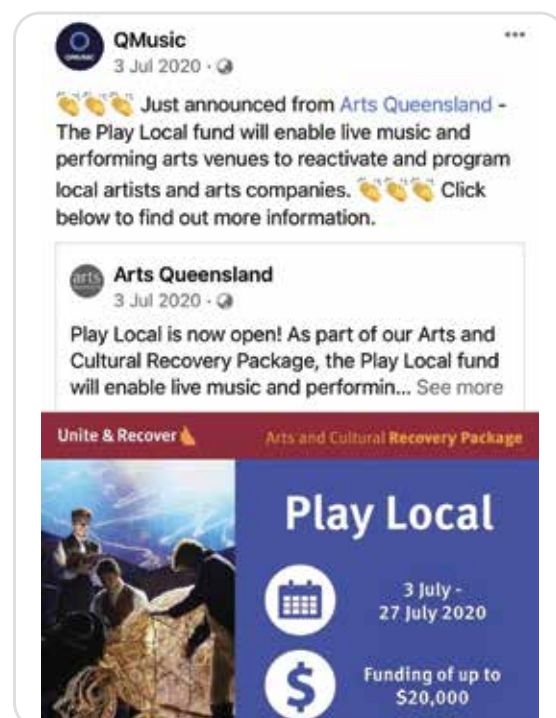 QMUSIC
QMusic
3 Jul 2020 ·
👏👏👏 Just announced from Arts Queensland -
The Play Local fund will enable live music and
performing arts venues to reactivate and program
local artists and arts companies. 👏👏👏 Click
below to find out more information.
arts
Arts Queensland
3 Jul 2020 ·
Play Local is now open! As part of our Arts and
Cultural Recovery Package, the Play Local fund
will enable live music and performin... See more
Unite & Recover
Arts and Cultural Recovery Package
Play Local
3 July -
27 July 2020
$
Funding of up to
$20,000